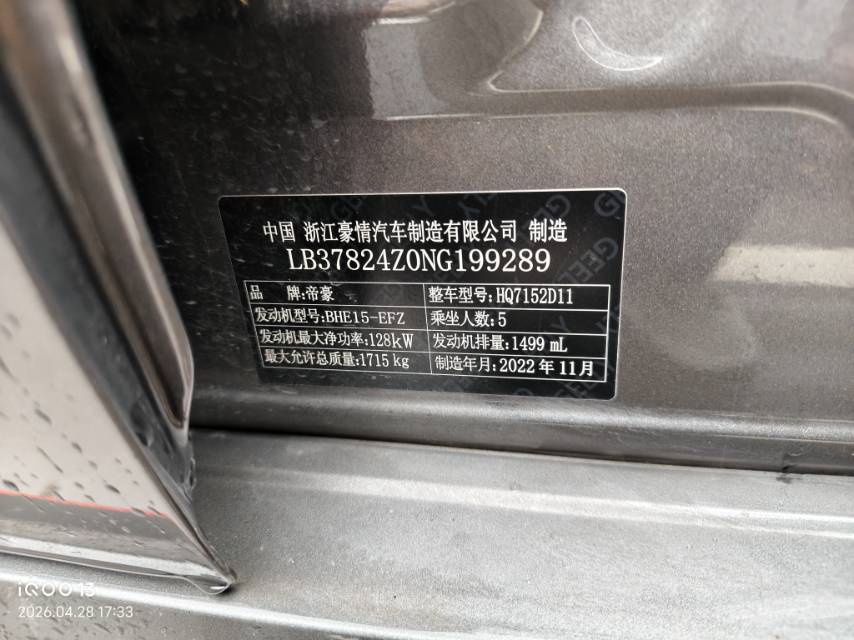 中国 浙江豪情汽车制造有限公司 制造
LB37824Z0NG199289
品 牌:帝豪 整车型号:HQ7152D11
发动机型号:BHE15-EFZ 乘坐人数:5
发动机最大净功率:128kW 发动机排量:1499 mL
最大允许总质量:1715 kg 制造年月:2022 年 11 月
GEELY
iQOO 13
2026.04.28 17:33